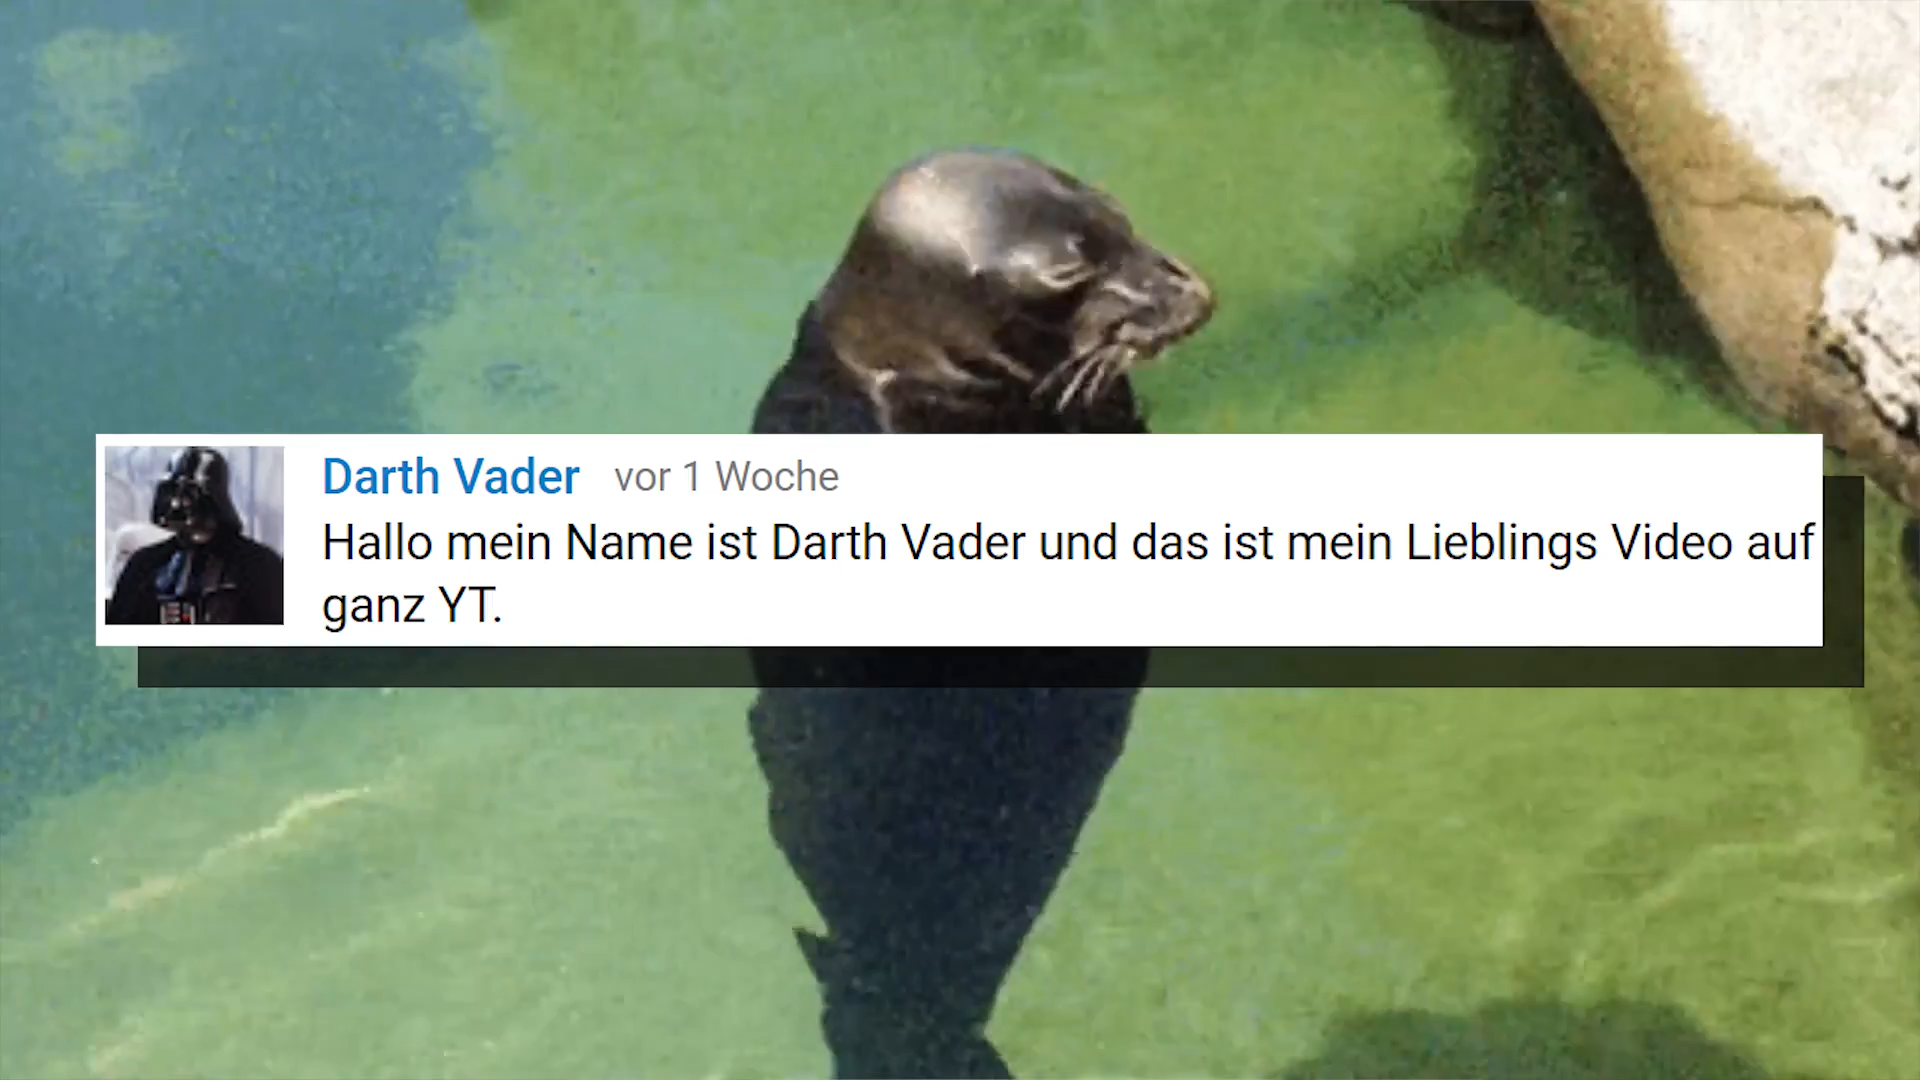 Darth Vader vor 1 Woche
Hallo mein Name ist Darth Vader und das ist mein Lieblings Video auf
ganz YT.